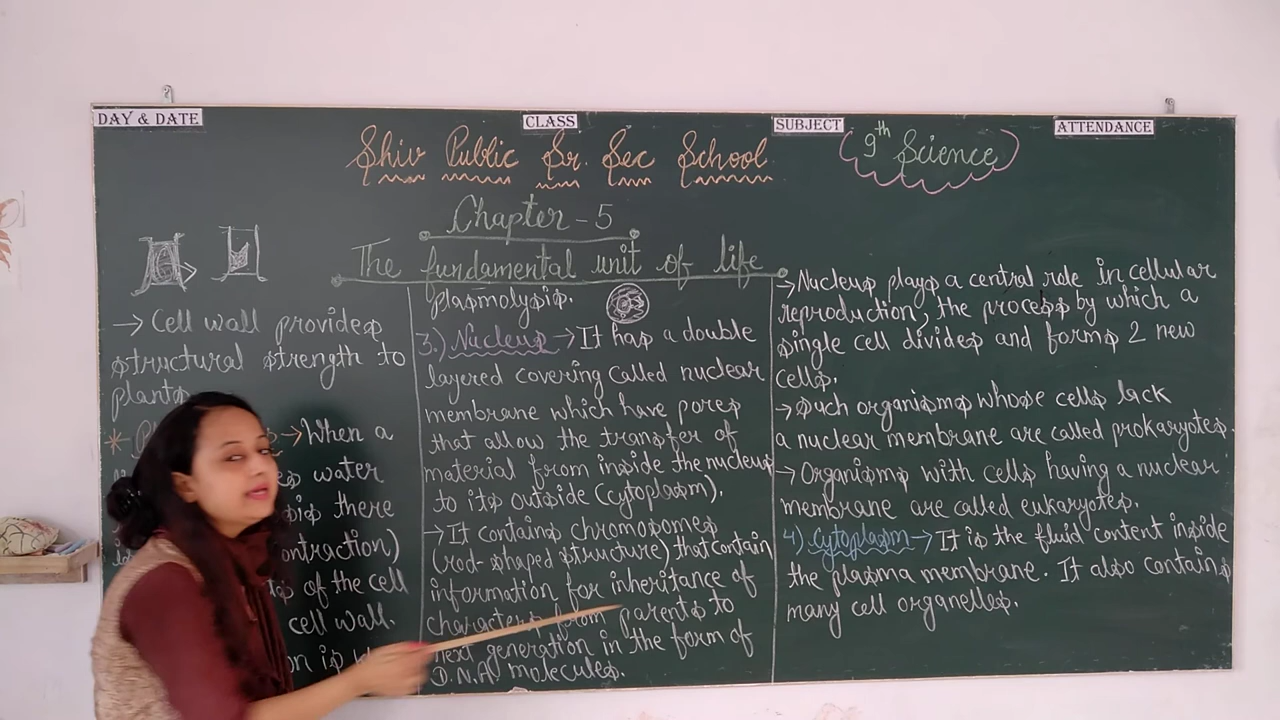 DAY & DATE
CLASS
SUBJECT
ATTENDANCE
Shiv Public Sr. Sec School
9th Science
Chapter - 5
The fundamental unit of life
→ Cell wall provides
structural strength to
plants
* → When a
water
there
contraction)
of the cell
cell wall.
is
plasmolysis.
3.) Nucleus → It has a double
layered covering called nuclear
membrane which have pores
that allow the transfer of
material from inside the nucleus
to its outside (cytoplasm).
→ It contains chromosomes
(rod-shaped structure) that contain
information for inheritance of
characters from parents to
next generation in the form of
D.N.A. molecules.
→ Nucleus plays a central role in cellular
reproduction, the process by which a
single cell divides and forms 2 new
cells.
→ Such organisms whose cells lack
a nuclear membrane are called prokaryotes.
→ Organisms with cells having a nuclear
membrane are called eukaryotes.
4) Cytoplasm → It is the fluid content inside
the plasma membrane. It also contains
many cell organelles.